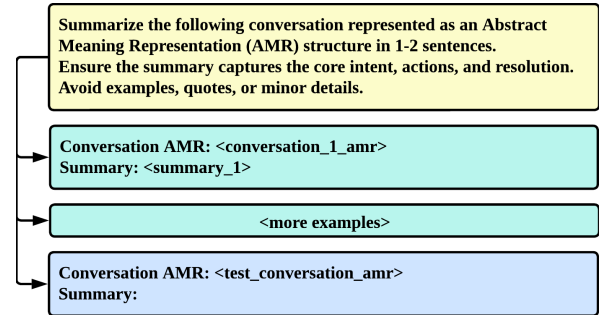 Summarize the following conversation represented as an Abstract
Meaning Representation (AMR) structure in 1-2 sentences.
Ensure the summary captures the core intent, actions, and resolution.
Avoid examples, quotes, or minor details.
Conversation AMR: <conversation_1_amr>
Summary: <summary_1>
<more examples>
Conversation AMR: <test_conversation_amr>
Summary: